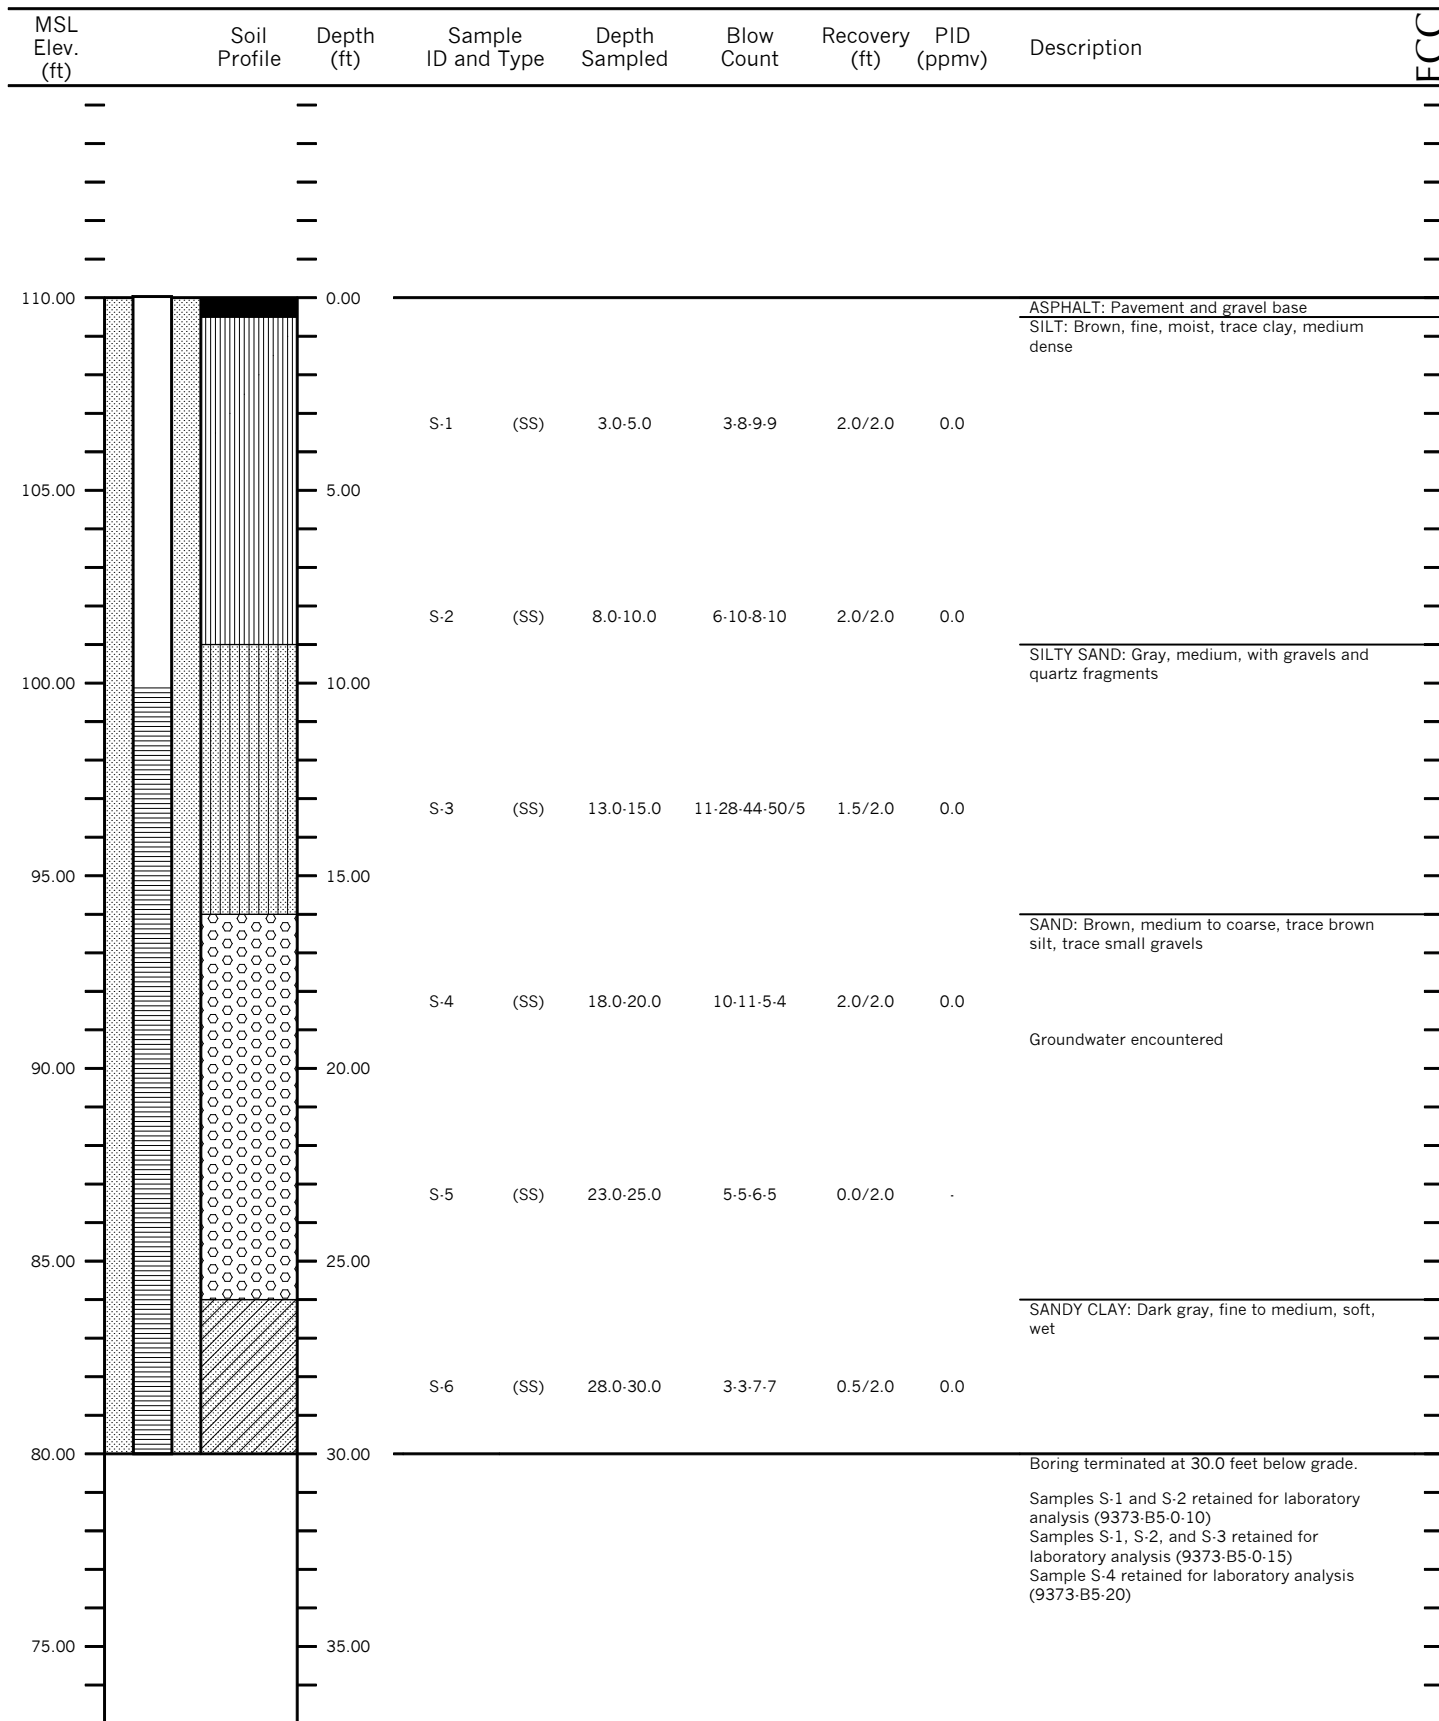 MSL
Elev.
(ft)
Soil
Profile
Depth
(ft)
Sample
ID and Type
Depth
Sampled
Blow
Count
Recovery
(ft)
PID
(ppmv)
Description
110.00 0.00
ASPHALT: Pavement and gravel base
SILT: Brown, fine, moist, trace clay, medium
dense
S-1 (SS) 3.0-5.0 3-8-9-9 2.0/2.0 0.0
105.00 5.00
S-2 (SS) 8.0-10.0 6-10-8-10 2.0/2.0 0.0
SILTY SAND: Gray, medium, with gravels and
quartz fragments
100.00 10.00
S-3 (SS) 13.0-15.0 11-28-44-50/5 1.5/2.0 0.0
95.00 15.00
SAND: Brown, medium to coarse, trace brown
silt, trace small gravels
S-4 (SS) 18.0-20.0 10-11-5-4 2.0/2.0 0.0
Groundwater encountered
90.00 20.00
S-5 (SS) 23.0-25.0 5-5-6-5 0.0/2.0 -
85.00 25.00
SANDY CLAY: Dark gray, fine to medium, soft,
wet
S-6 (SS) 28.0-30.0 3-3-7-7 0.5/2.0 0.0
80.00 30.00
Boring terminated at 30.0 feet below grade.
Samples S-1 and S-2 retained for laboratory
analysis (9373-B5-0-10)
Samples S-1, S-2, and S-3 retained for
laboratory analysis (9373-B5-0-15)
Sample S-4 retained for laboratory analysis
(9373-B5-20)
75.00 35.00